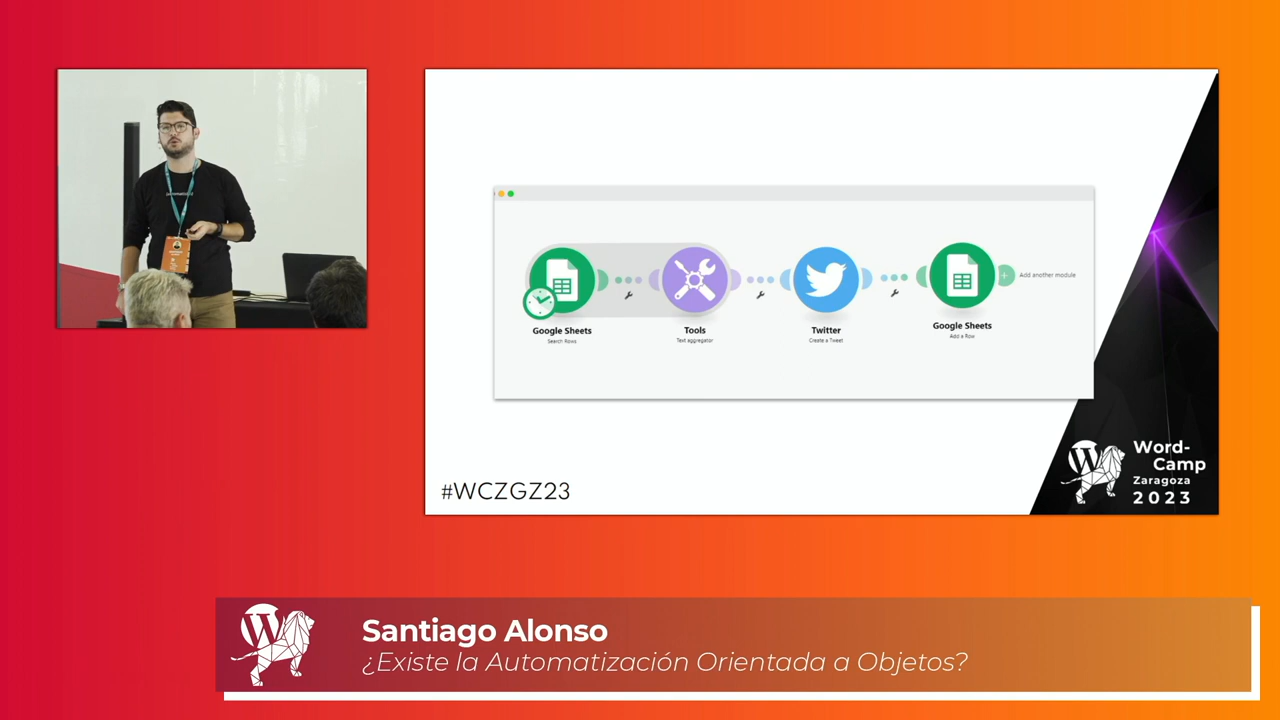 Google Sheets
Search Rows
Tools
Text aggregator
Twitter
Create a Tweet
Google Sheets
Add a Row
Add another module
#WCZGZ23
Word-
Camp
Zaragoza
2023
Santiago Alonso
¿Existe la Automatización Orientada a Objetos?